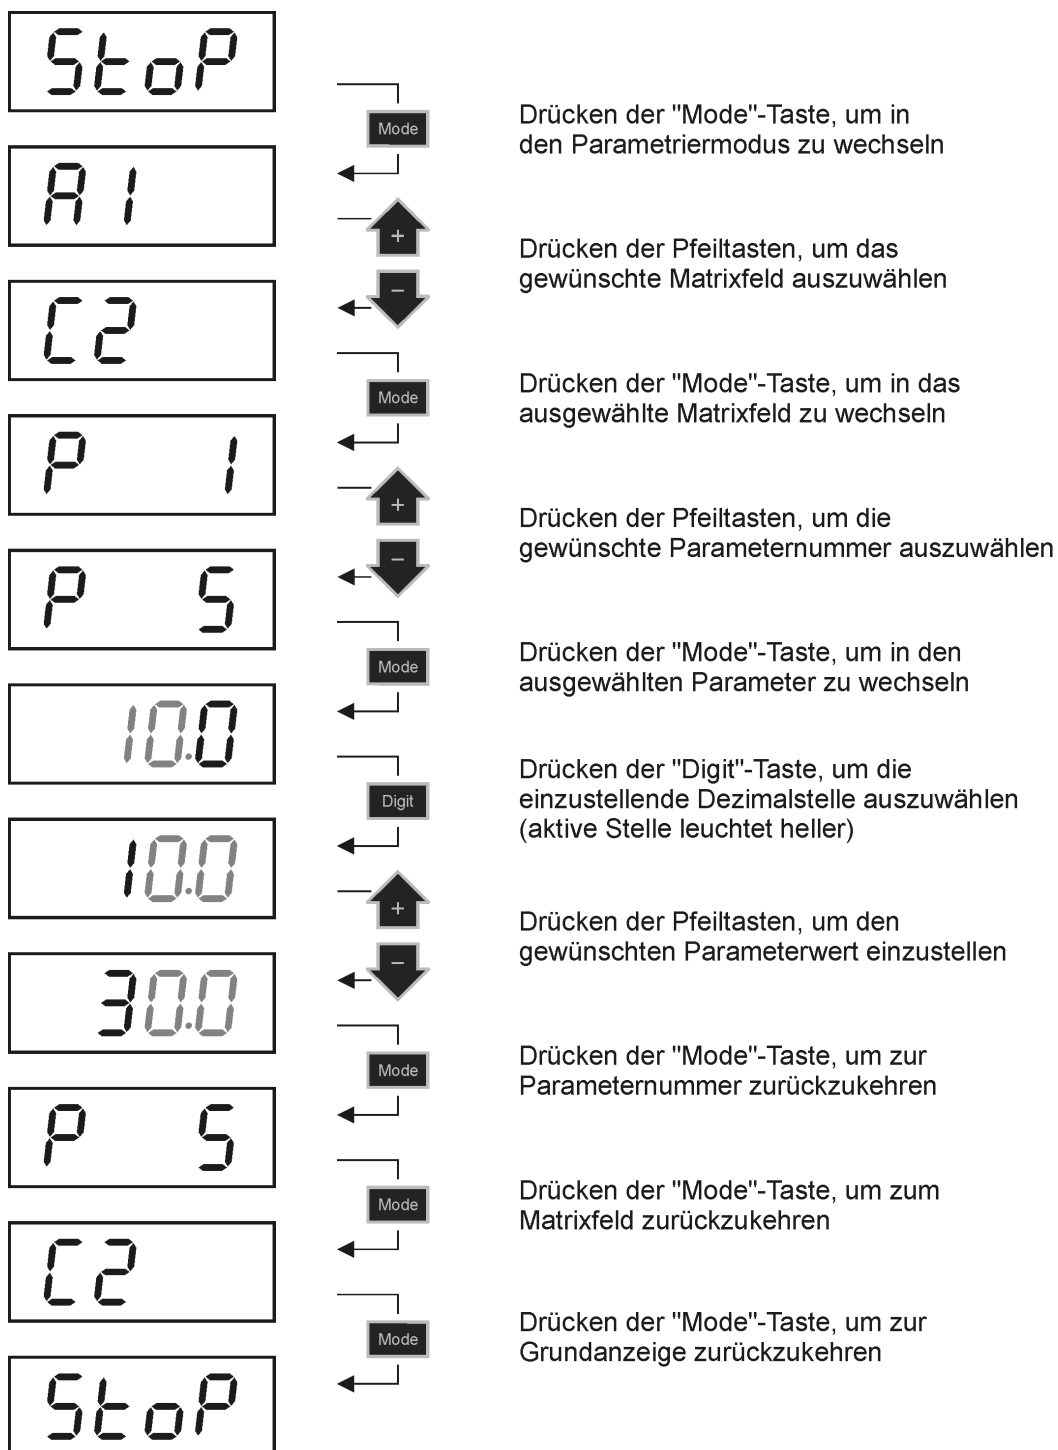 StoP
Mode
Drücken der "Mode"-Taste, um in
den Parametriermodus zu wechseln
A1
+
Drücken der Pfeiltasten, um das
gewünschte Matrixfeld auszuwählen
−
C2
Mode
Drücken der "Mode"-Taste, um in das
ausgewählte Matrixfeld zu wechseln
P 1
+
Drücken der Pfeiltasten, um die
gewünschte Parameternummer auszuwählen
−
P 5
Mode
Drücken der "Mode"-Taste, um in den
ausgewählten Parameter zu wechseln
10.0
Digit
Drücken der "Digit"-Taste, um die
einzustellende Dezimalstelle auszuwählen
(aktive Stelle leuchtet heller)
10.0
+
Drücken der Pfeiltasten, um den
gewünschten Parameterwert einzustellen
−
30.0
Mode
Drücken der "Mode"-Taste, um zur
Parameternummer zurückzukehren
P 5
Mode
Drücken der "Mode"-Taste, um zum
Matrixfeld zurückzukehren
C2
Mode
Drücken der "Mode"-Taste, um zur
Grundanzeige zurückzukehren
StoP